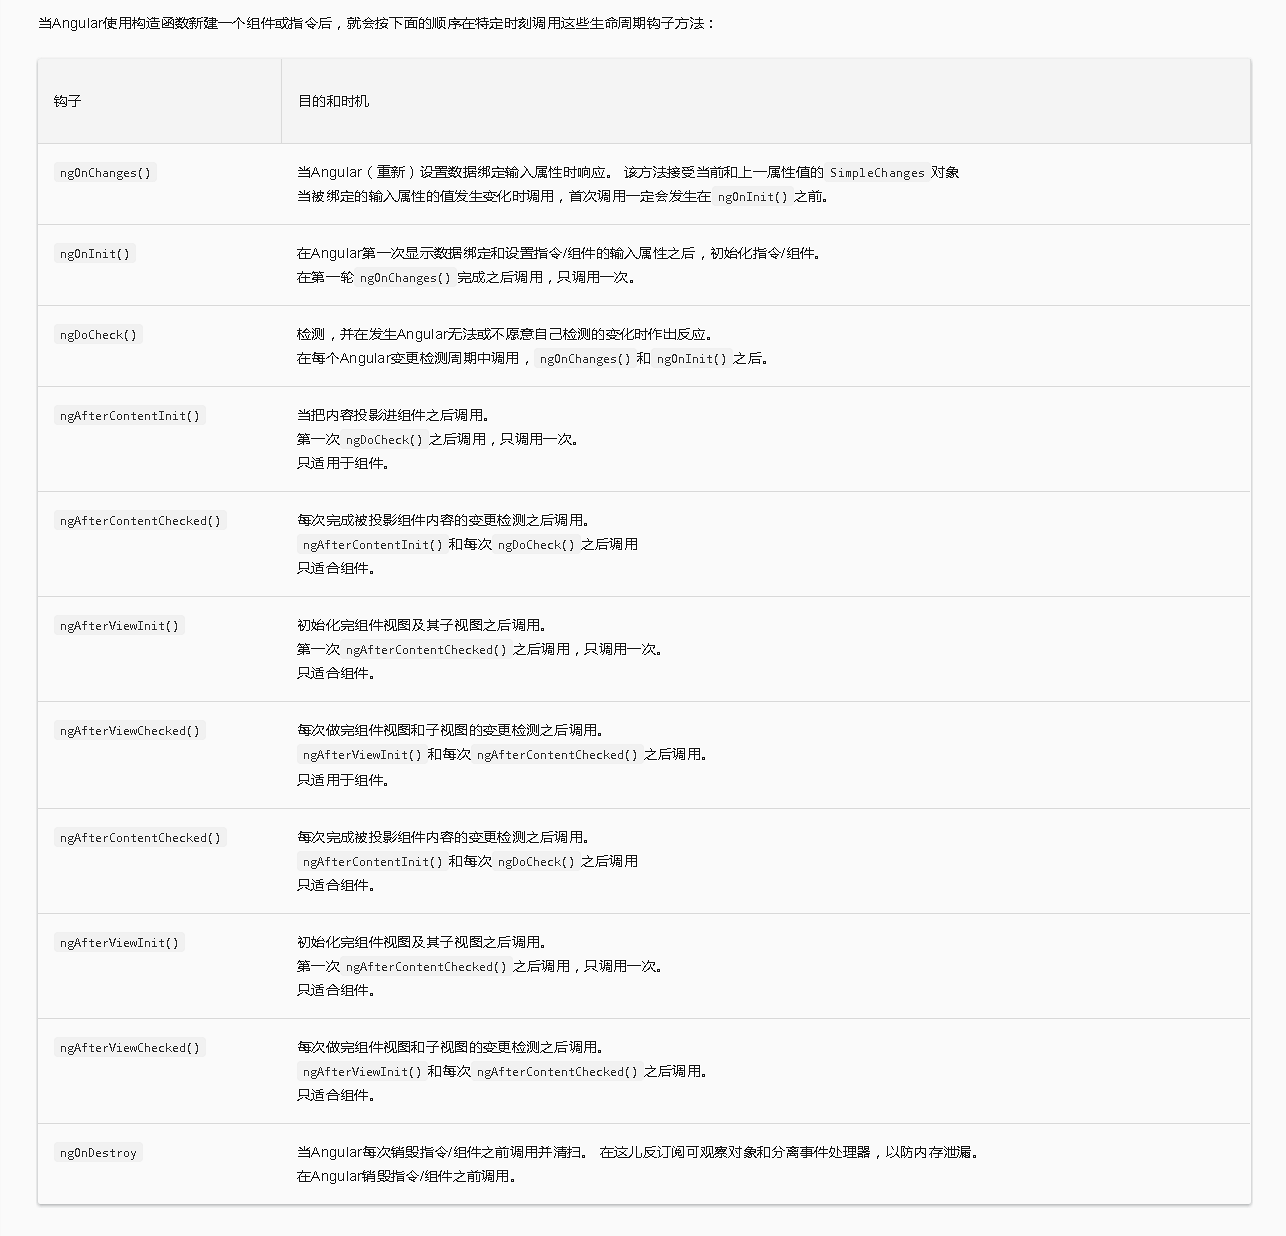 当Angular使用构造函数新建一个组件或指令后，就会按下面的顺序在特定时刻调用这些生命周期钩子方法：
钩子
目的和时机
ngOnChanges()
当Angular（重新）设置数据绑定输入属性时响应。 该方法接受当前和上一属性值的 SimpleChanges 对象
当被绑定的输入属性的值发生变化时调用，首次调用一定会发生在 ngOnInit() 之前。
ngOnInit()
在Angular第一次显示数据绑定和设置指令/组件的输入属性之后，初始化指令/组件。
在第一轮 ngOnChanges() 完成之后调用，只调用一次。
ngDoCheck()
检测，并在发生Angular无法或不愿意自己检测的变化时作出反应。
在每个Angular变更检测周期中调用， ngOnChanges() 和 ngOnInit() 之后。
ngAfterContentInit()
当把内容投影进组件之后调用。
第一次 ngDoCheck() 之后调用，只调用一次。
只适用于组件。
ngAfterContentChecked()
每次完成被投影组件内容的变更检测之后调用。
ngAfterContentInit() 和每次 ngDoCheck() 之后调用
只适合组件。
ngAfterViewInit()
初始化完组件视图及其子视图之后调用。
第一次 ngAfterContentChecked() 之后调用，只调用一次。
只适合组件。
ngAfterViewChecked()
每次做完组件视图和子视图的变更检测之后调用。
ngAfterViewInit() 和每次 ngAfterContentChecked() 之后调用。
只适用于组件。
ngAfterContentChecked()
每次完成被投影组件内容的变更检测之后调用。
ngAfterContentInit() 和每次 ngDoCheck() 之后调用
只适合组件。
ngAfterViewInit()
初始化完组件视图及其子视图之后调用。
第一次 ngAfterContentChecked() 之后调用，只调用一次。
只适合组件。
ngAfterViewChecked()
每次做完组件视图和子视图的变更检测之后调用。
ngAfterViewInit() 和每次 ngAfterContentChecked() 之后调用。
只适合组件。
ngOnDestroy
当Angular每次销毁指令/组件之前调用并清扫。 在这儿反订阅可观察对象和分离事件处理器，以防内存泄漏。
在Angular销毁指令/组件之前调用。